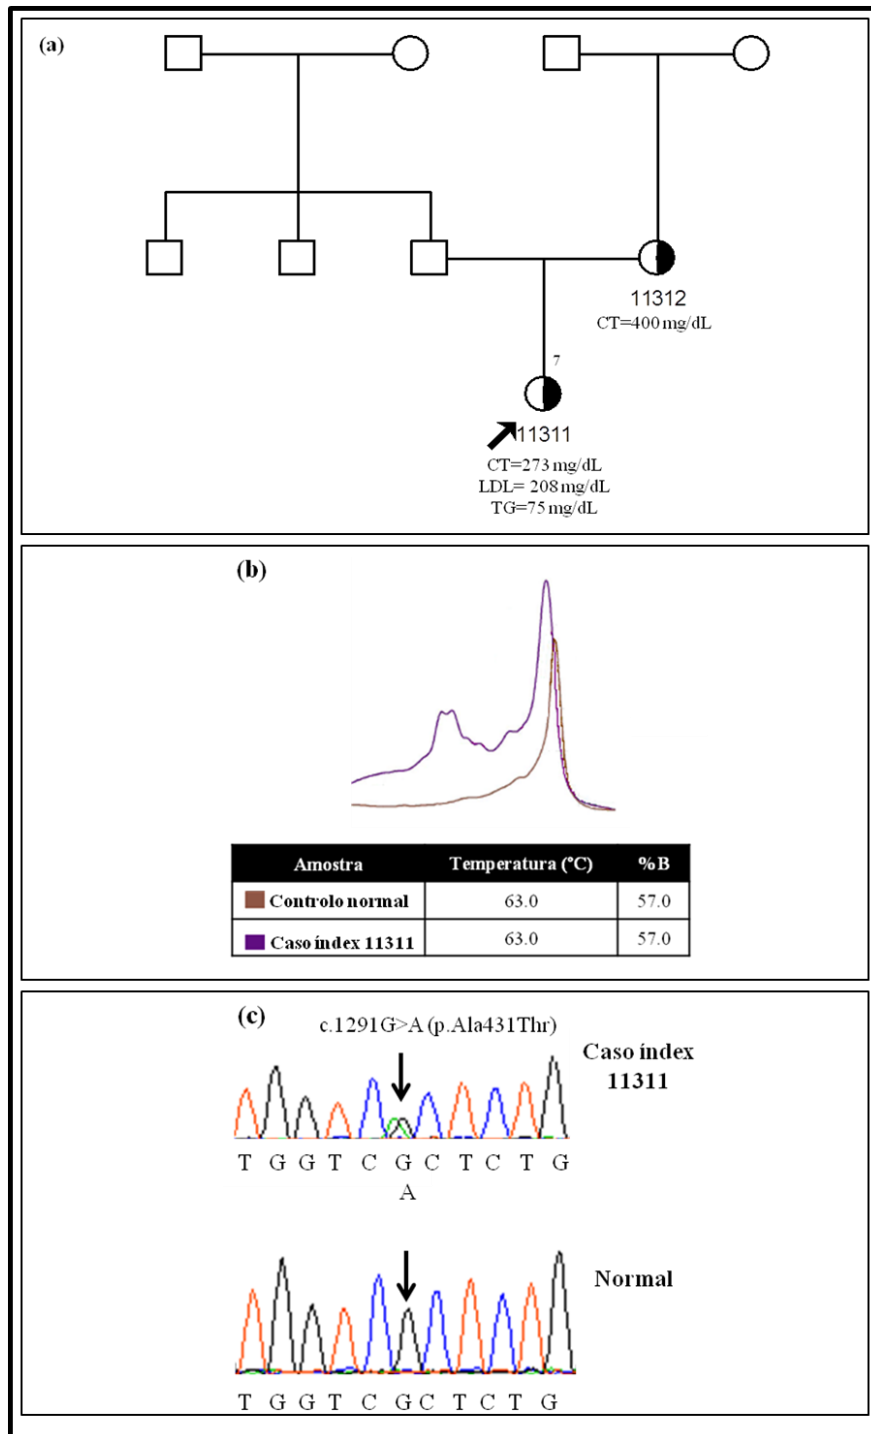 (a)
11312
CT=400 mg/dL
7
11311
CT=273 mg/dL
LDL= 208 mg/dL
TG=75 mg/dL
(b)
Amostra Temperatura (°C) %B
Controlo normal 63.0 57.0
Caso índex 11311 63.0 57.0
(c)
c.1291G>A (p.Ala431Thr)
Caso índex
11311
T G G T C G C T C T G
A
Normal
T G G T C G C T C T G